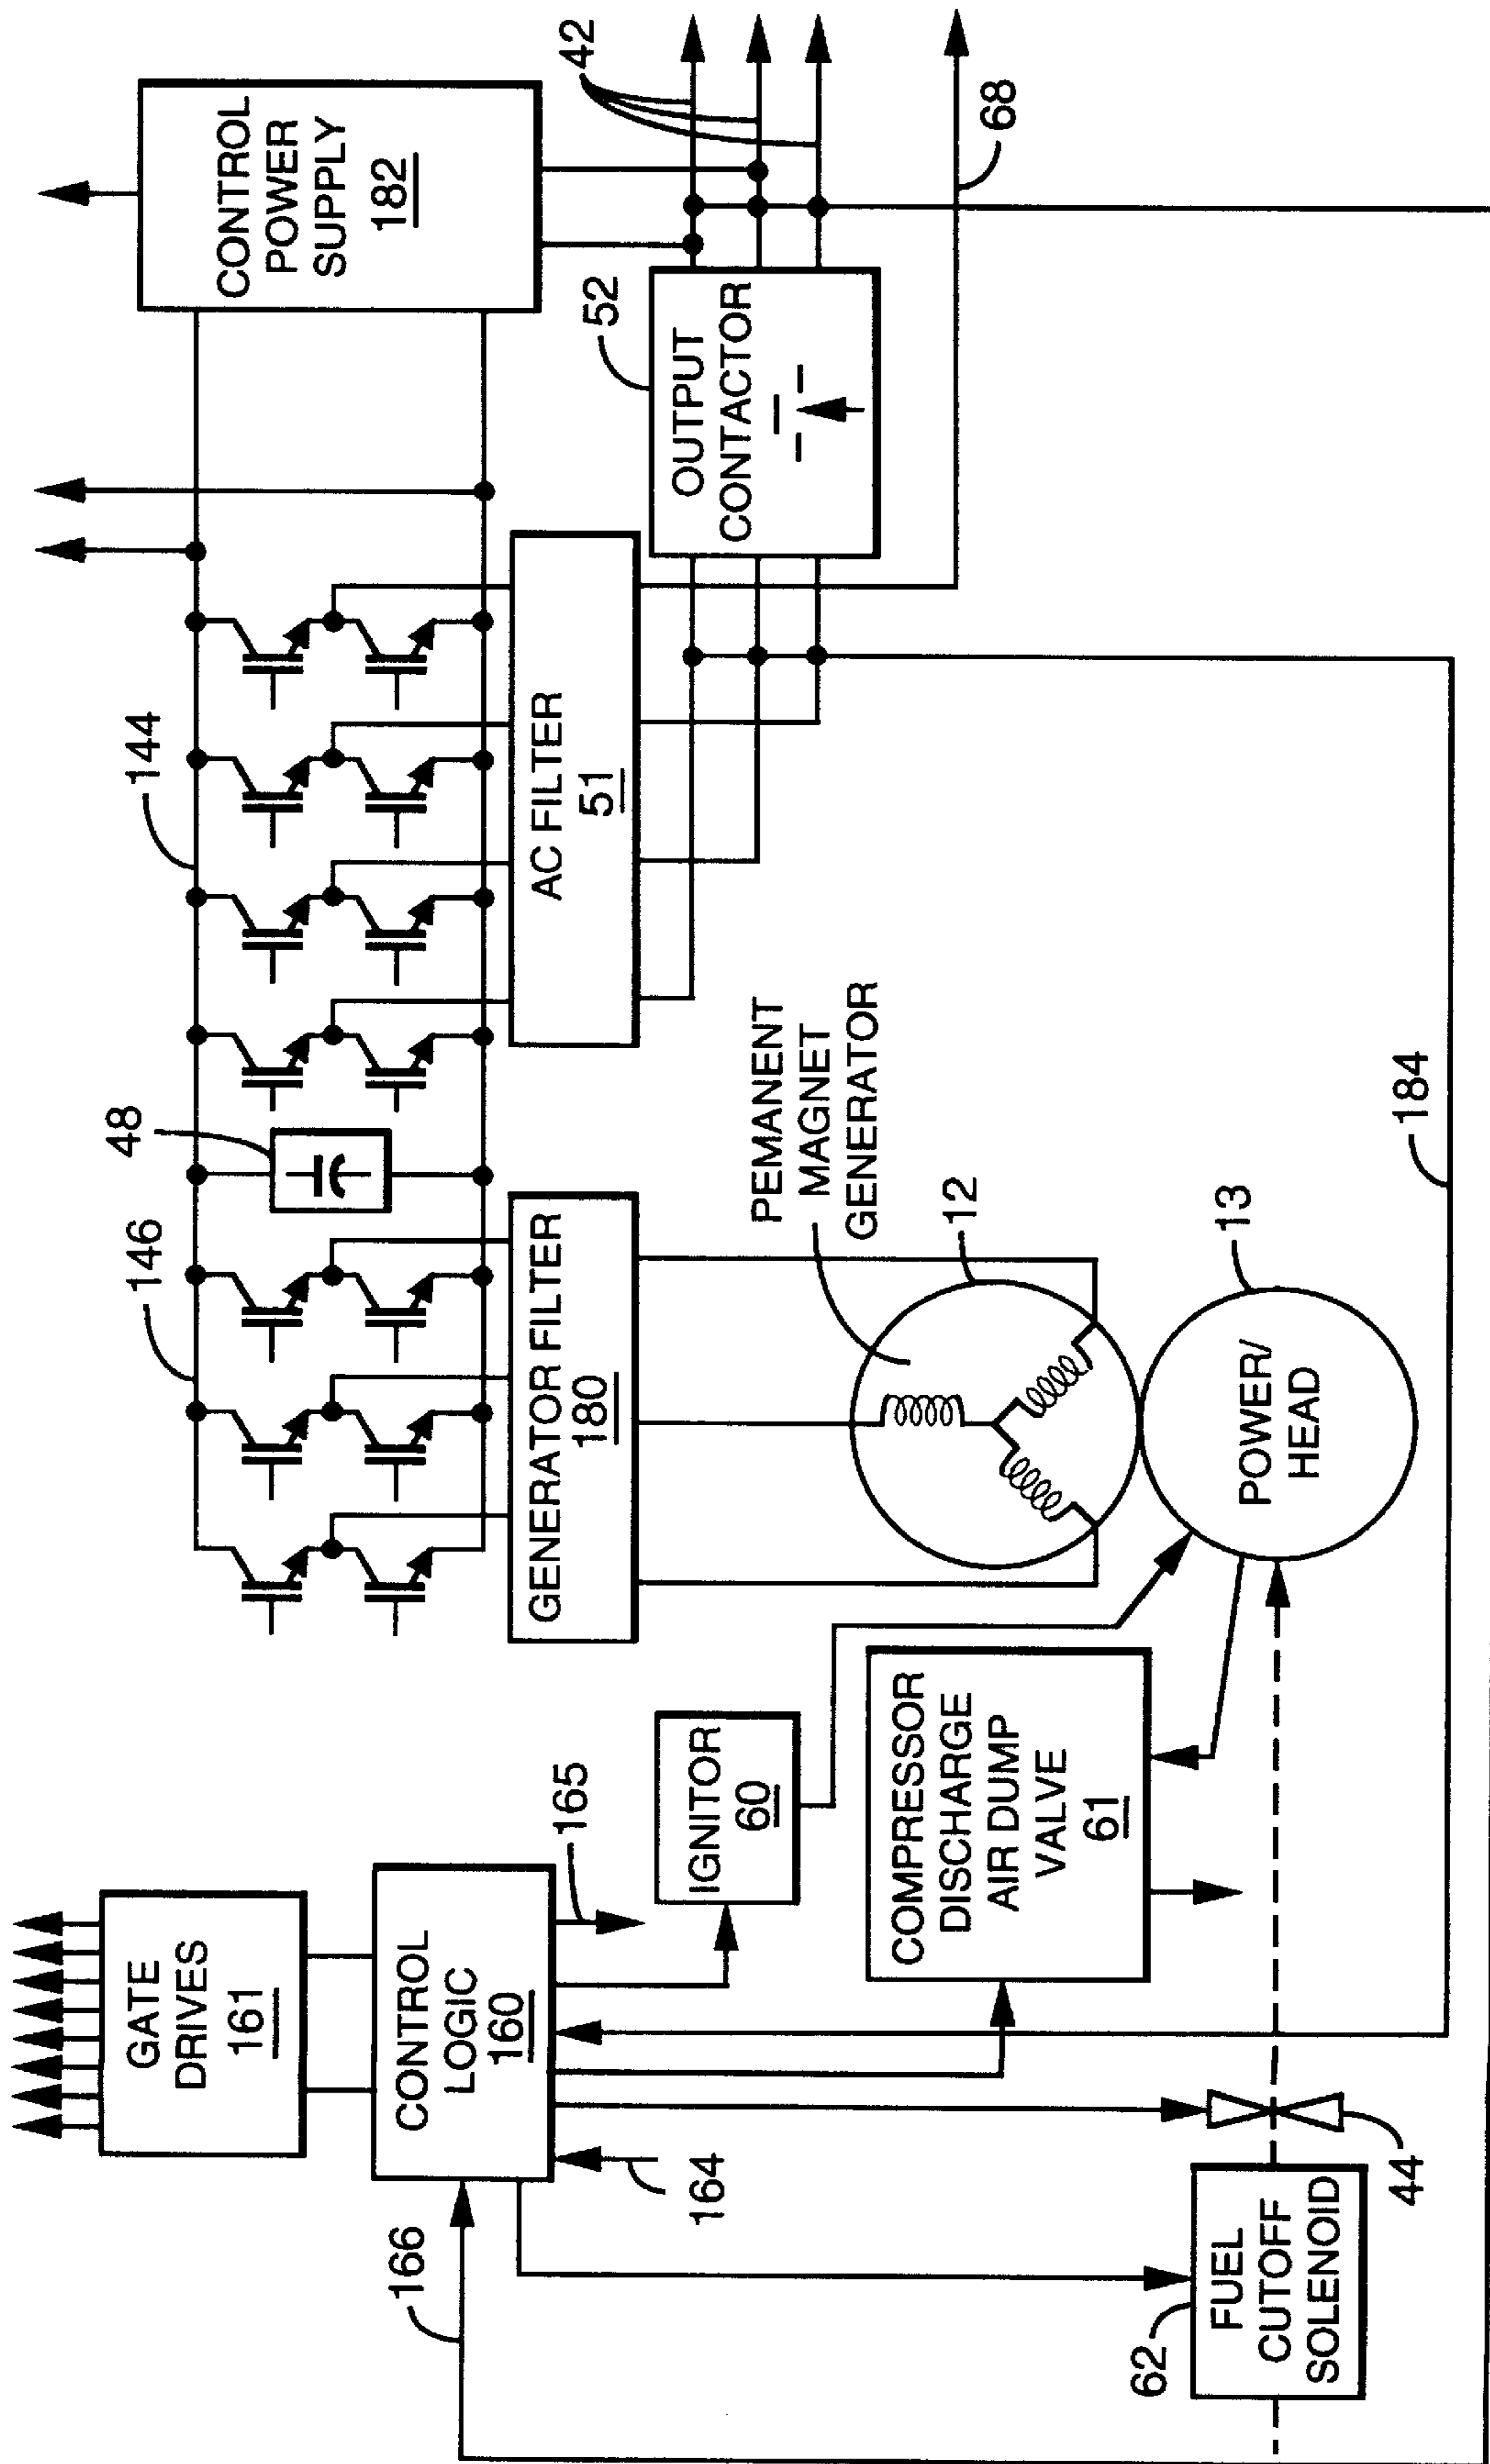 GATE
DRIVES
161
CONTROL
LOGIC
160
166
164
165
IGNITOR
60
COMPRESSOR
DISCHARGE
AIR DUMP
VALVE
61
FUEL
CUTOFF
SOLENOID
62
44
146
48
144
GENERATOR FILTER
180
AC FILTER
51
PEMANENT
MAGNET
GENERATOR
12
POWER/
HEAD
13
184
CONTROL
POWER
SUPPLY
182
OUTPUT
CONTACTOR
52
42
68